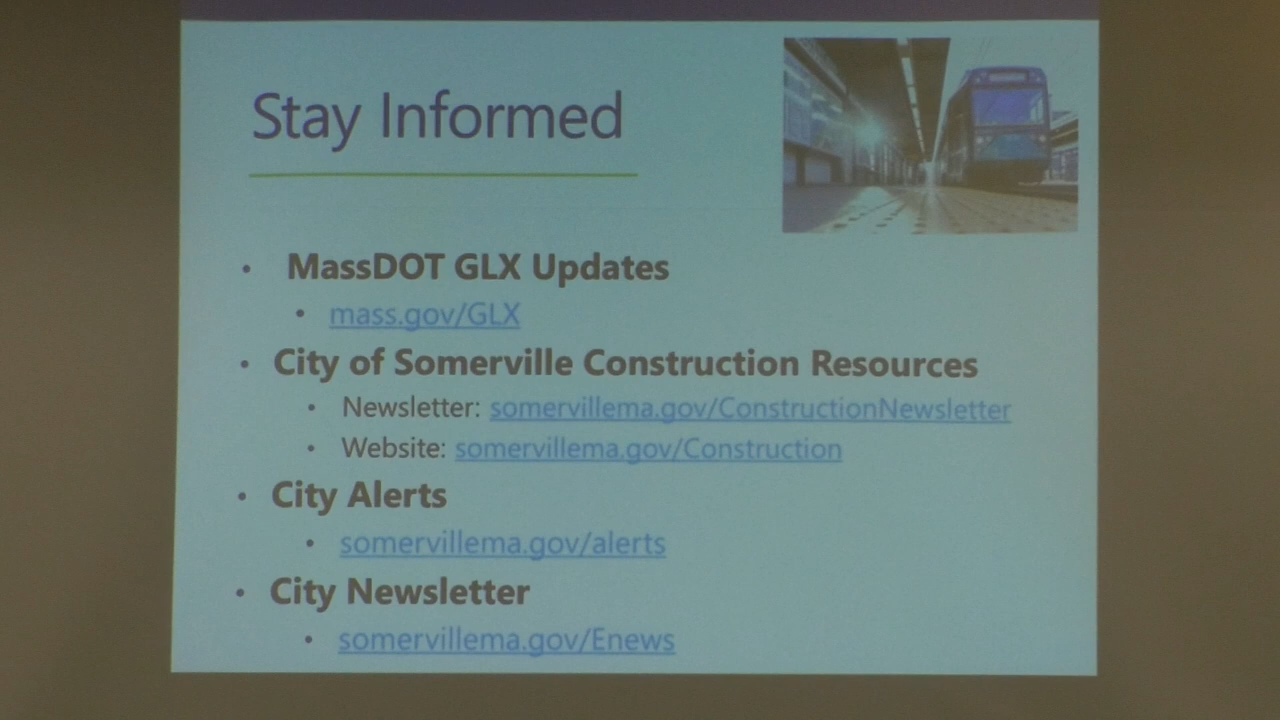 Stay Informed
• MassDOT GLX Updates
• mass.gov/GLX
• City of Somerville Construction Resources
• Newsletter: somervillema.gov/ConstructionNewsletter
• Website: somervillema.gov/Construction
• City Alerts
• somervillema.gov/alerts
• City Newsletter
• somervillema.gov/Enews